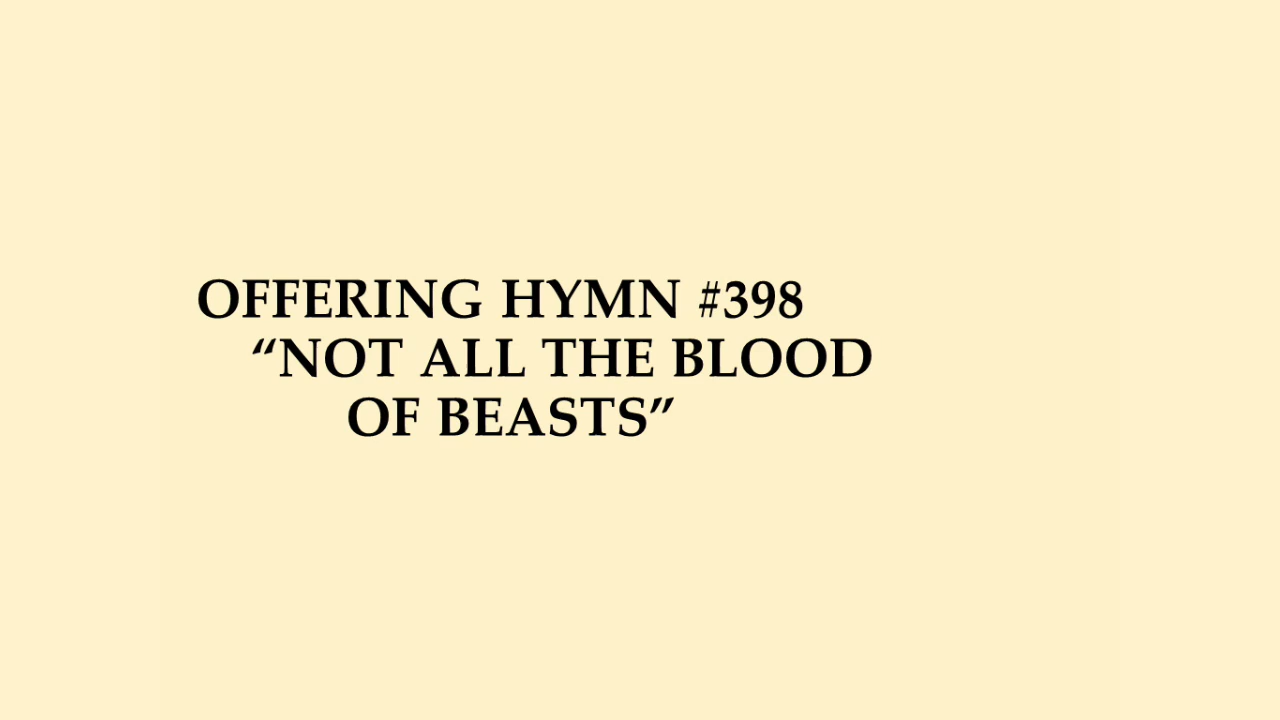 OFFERING HYMN #398
“NOT ALL THE BLOOD
OF BEASTS”